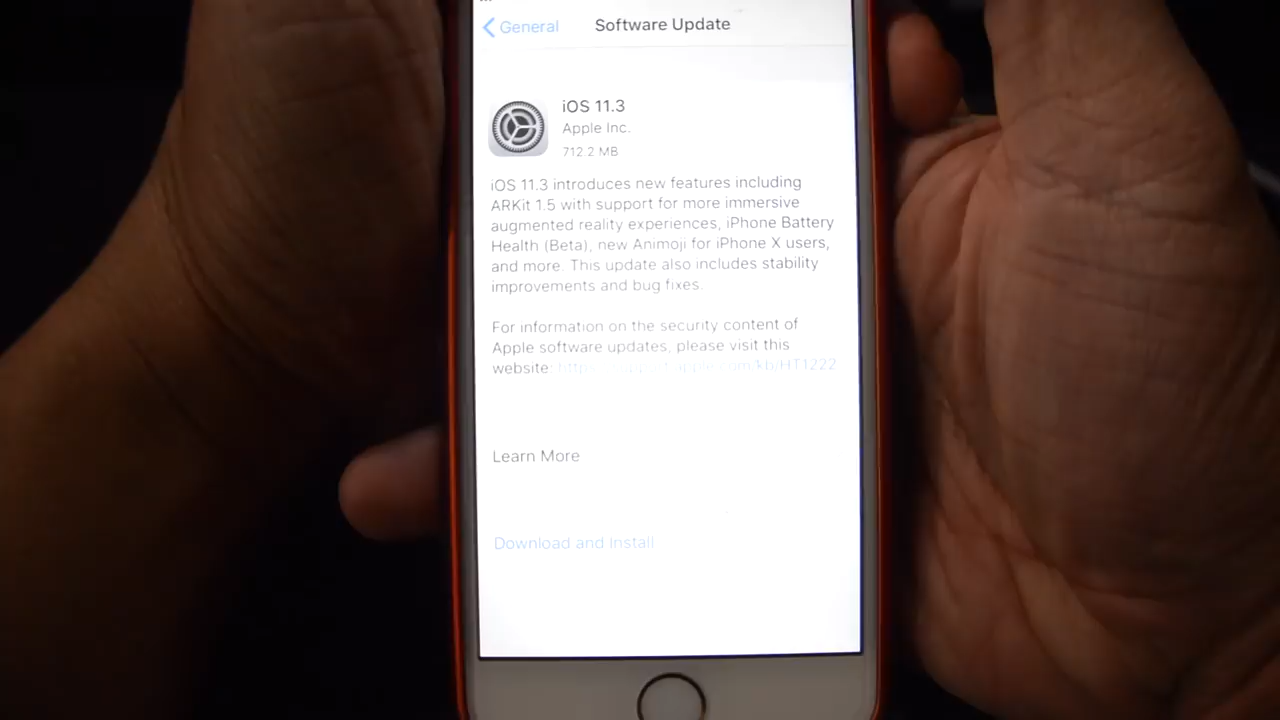 General
Software Update
iOS 11.3
Apple Inc.
712.2 MB
iOS 11.3 introduces new features including
ARKit 1.5 with support for more immersive
augmented reality experiences, iPhone Battery
Health (Beta), new Animoji for iPhone X users,
and more. This update also includes stability
improvements and bug fixes.
For information on the security content of
Apple software updates, please visit this
website:
Learn More
Download and Install